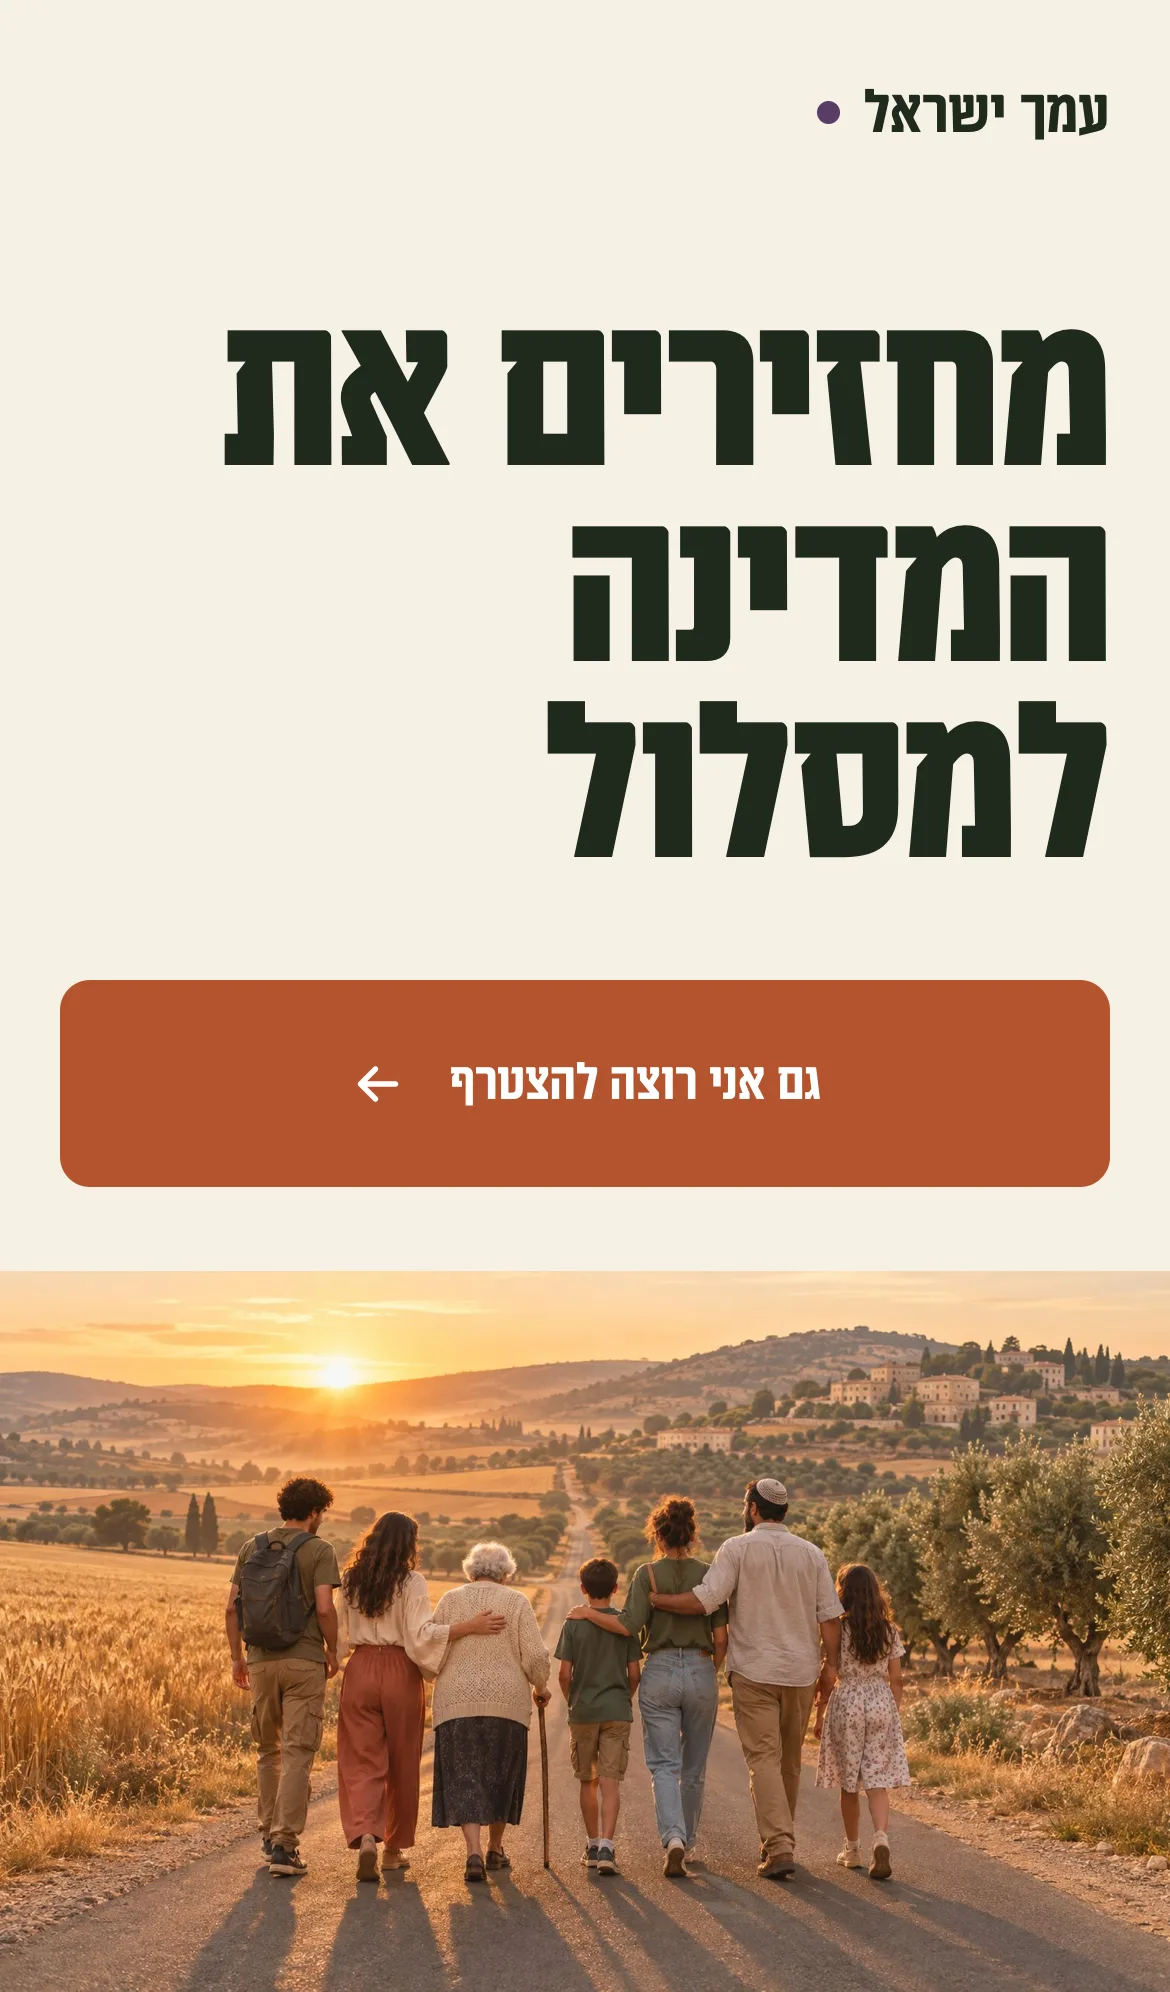 עמך ישראל
מחזירים את
המדינה
למסלול
גם אני רוצה להצטרף